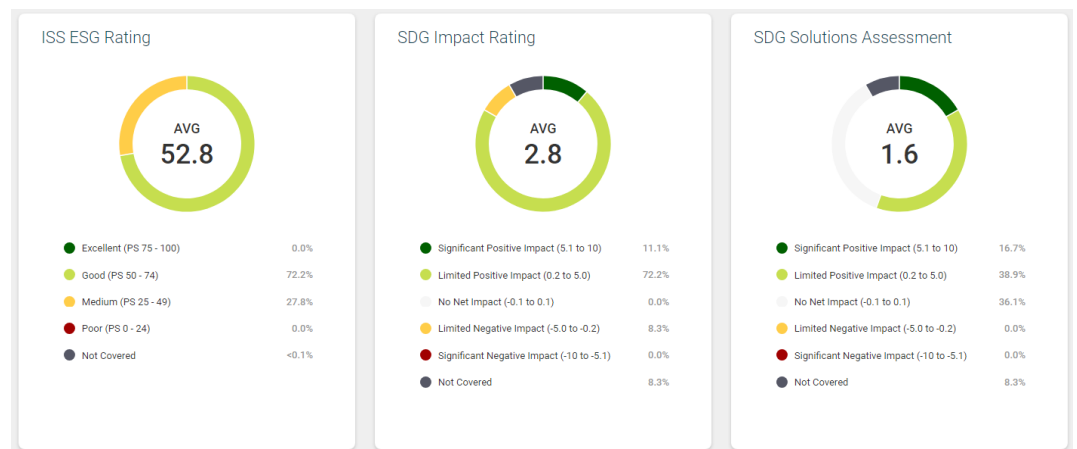 ISS ESG Rating
AVG
52.8
Excellent (PS 75 - 100) 0.0%
Good (PS 50 - 74) 72.2%
Medium (PS 25 - 49) 27.8%
Poor (PS 0 - 24) 0.0%
Not Covered <0.1%
SDG Impact Rating
AVG
2.8
Significant Positive Impact (5.1 to 10) 11.1%
Limited Positive Impact (0.2 to 5.0) 72.2%
No Net Impact (-0.1 to 0.1) 0.0%
Limited Negative Impact (-5.0 to -0.2) 8.3%
Significant Negative Impact (-10 to -5.1) 0.0%
Not Covered 8.3%
SDG Solutions Assessment
AVG
1.6
Significant Positive Impact (5.1 to 10) 16.7%
Limited Positive Impact (0.2 to 5.0) 38.9%
No Net Impact (-0.1 to 0.1) 36.1%
Limited Negative Impact (-5.0 to -0.2) 0.0%
Significant Negative Impact (-10 to -5.1) 0.0%
Not Covered 8.3%